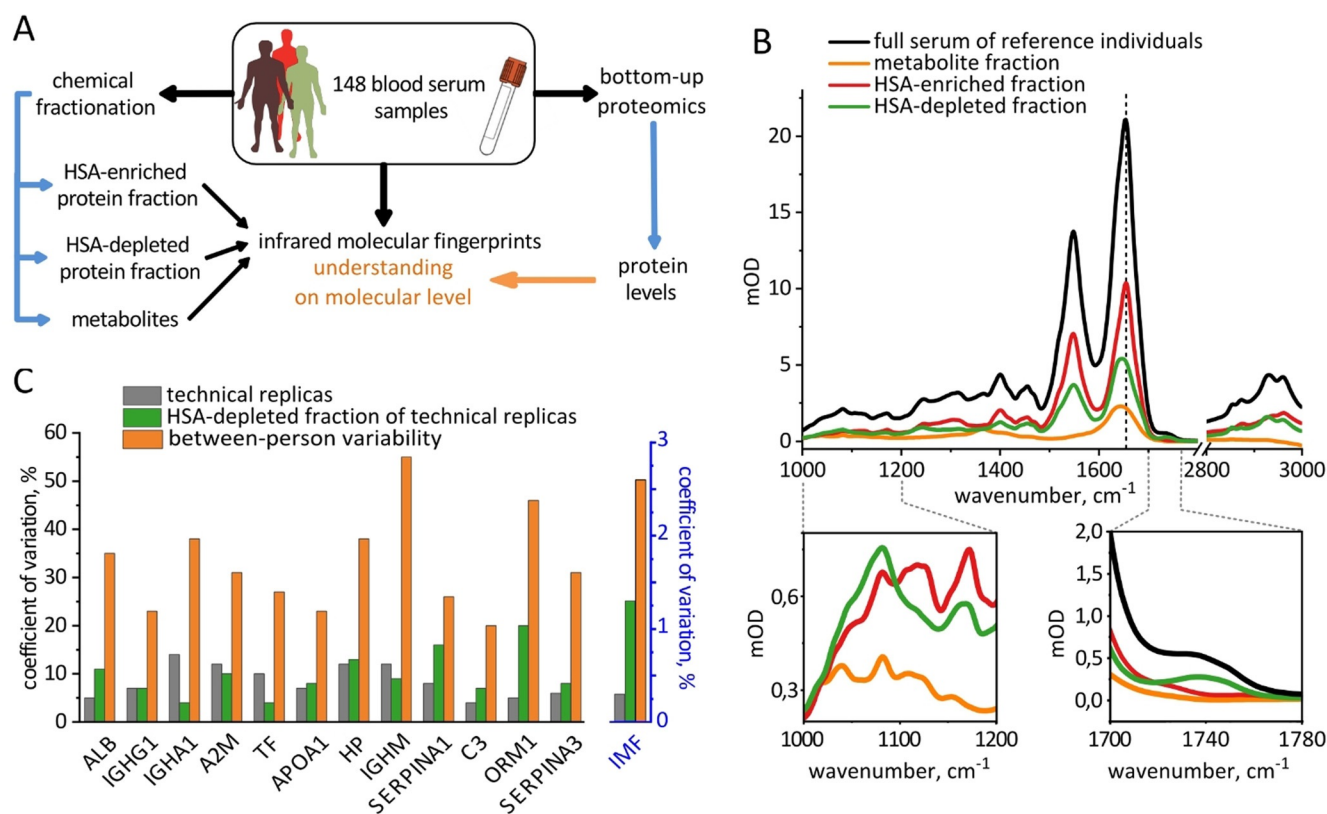 A
chemical
fractionation
148 blood serum
samples
bottom-up
proteomics
HSA-enriched
protein fraction
HSA-depleted
protein fraction
metabolites
infrared molecular fingerprints
understanding
on molecular level
protein
levels
B
full serum of reference individuals
metabolite fraction
HSA-enriched fraction
HSA-depleted fraction
mOD
20
15
10
5
0
1000
1200
1400
1600
2800
3000
wavenumber, cm-1
mOD
0,6
0,3
1000
1050
1100
1150
1200
wavenumber, cm-1
mOD
2,0
1,5
1,0
0,5
0,0
1700
1740
1780
wavenumber, cm-1
C
technical replicas
HSA-depleted fraction of technical replicas
between-person variability
coefficient of variation, %
60
50
40
30
20
10
0
ALB
IGHG1
IGHA1
A2M
TF
APOA1
HP
IGHM
SERPINA1
C3
ORM1
SERPINA3
IMF
3
2
1
0
coefficient of variation, %